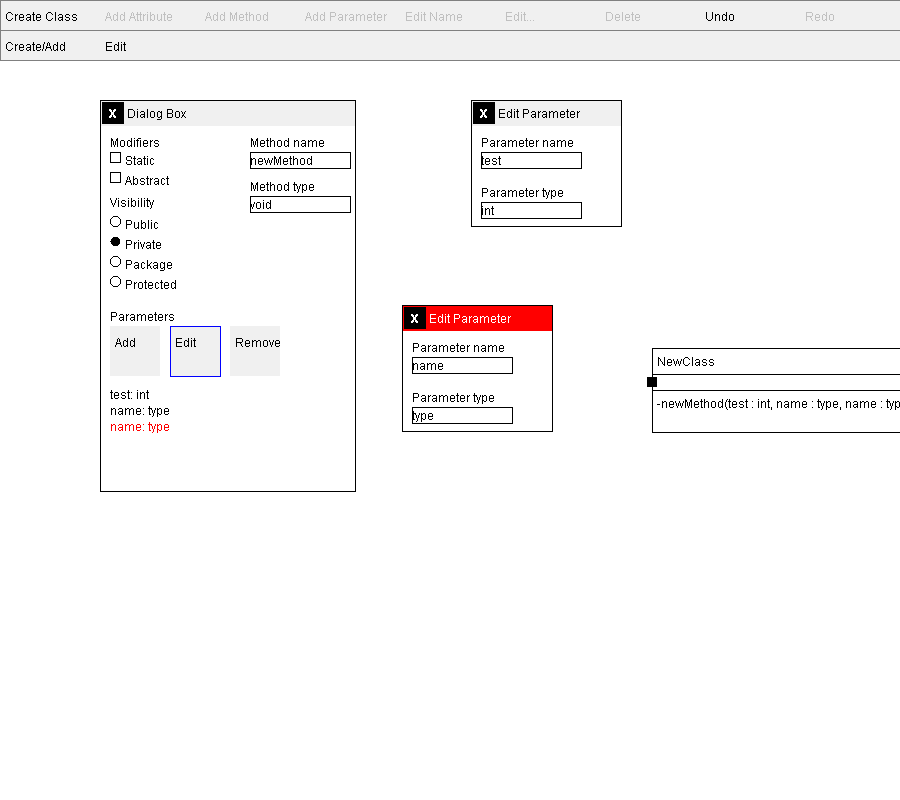 Create Class Add Attribute Add Method Add Parameter Edit Name Edit... Delete Undo Redo
Create/Add Edit
X Dialog Box
Modifiers
Static
Abstract
Visibility
Public
Private
Package
Protected
Method name
newMethod
Method type
void
Parameters
Add Edit Remove
test: int
name: type
name: type
X Edit Parameter
Parameter name
test
Parameter type
int
X Edit Parameter
Parameter name
name
Parameter type
type
NewClass
-newMethod(test : int, name : type, name : typ